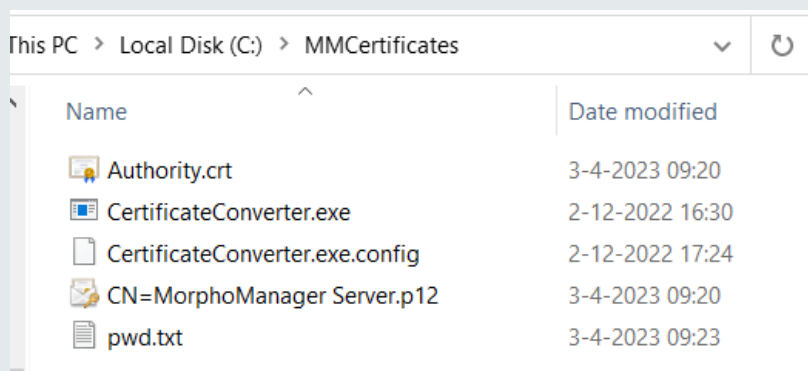 This PC > Local Disk (C:) > MMCertificates
Name Date modified
Authority.crt 3-4-2023 09:20
CertificateConverter.exe 2-12-2022 16:30
CertificateConverter.exe.config 2-12-2022 17:24
CN=MorphoManager Server.p12 3-4-2023 09:20
pwd.txt 3-4-2023 09:23